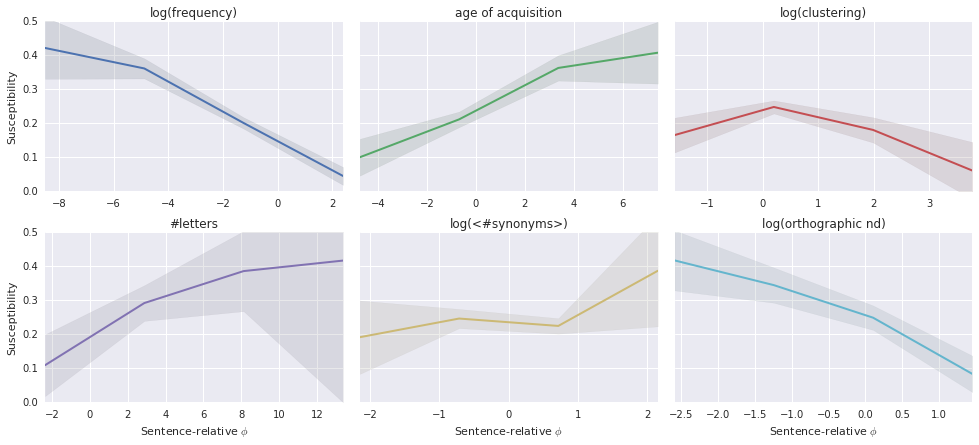 log(frequency)
age of acquisition
log(clustering)
0.5
0.4
0.3
0.2
0.1
0.0
Susceptibility
−8 −6 −4 −2 0 2
−4 −2 0 2 4 6
−1 0 1 2 3
#letters
log(<#synonyms>)
log(orthographic nd)
0.5
0.4
0.3
0.2
0.1
0.0
Susceptibility
−2 0 2 4 6 8 10 12
−2 −1 0 1 2
−2.5 −2.0 −1.5 −1.0 −0.5 0.0 0.5 1.0
Sentence-relative ϕ
Sentence-relative ϕ
Sentence-relative ϕ